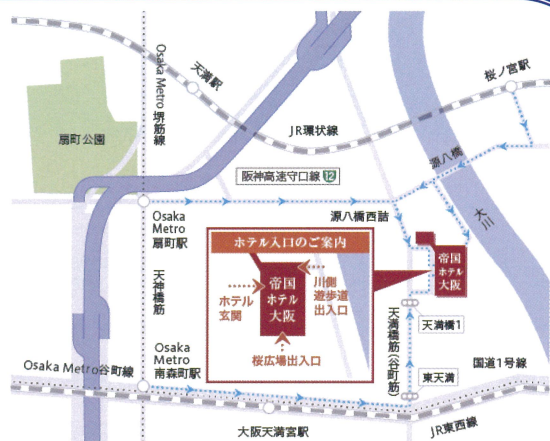 Osaka Metro
堺筋線
天満駅
桜ノ宮駅
JR環状線
扇町公園
阪神高速守口線 12
源八橋
大川
Osaka
Metro
扇町駅
源八橋西詰
ホテル入口のご案内
帝国
ホテル
大阪
川側
遊歩道
出入口
ホテル
玄関
桜広場出入口
帝国
ホテル
大阪
天神橋筋
天満橋筋(谷町筋)
天満橋1
東天満
国道1号線
Osaka Metro谷町線
Osaka
Metro
南森町駅
大阪天満宮駅
JR東西線